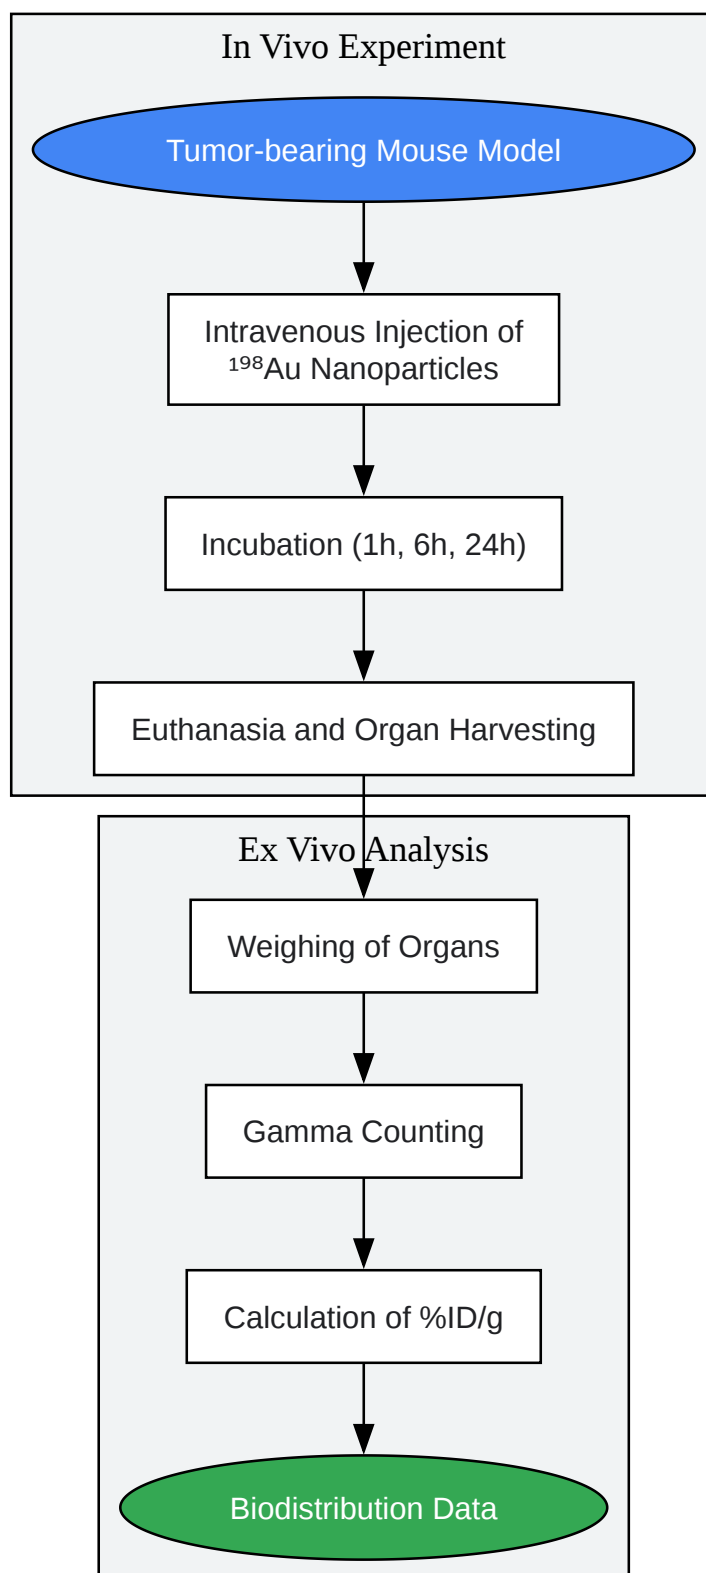 In Vivo Experiment
Tumor-bearing Mouse Model
Intravenous Injection of
¹⁹⁸Au Nanoparticles
Incubation (1h, 6h, 24h)
Euthanasia and Organ Harvesting
Ex Vivo Analysis
Weighing of Organs
Gamma Counting
Calculation of %ID/g
Biodistribution Data